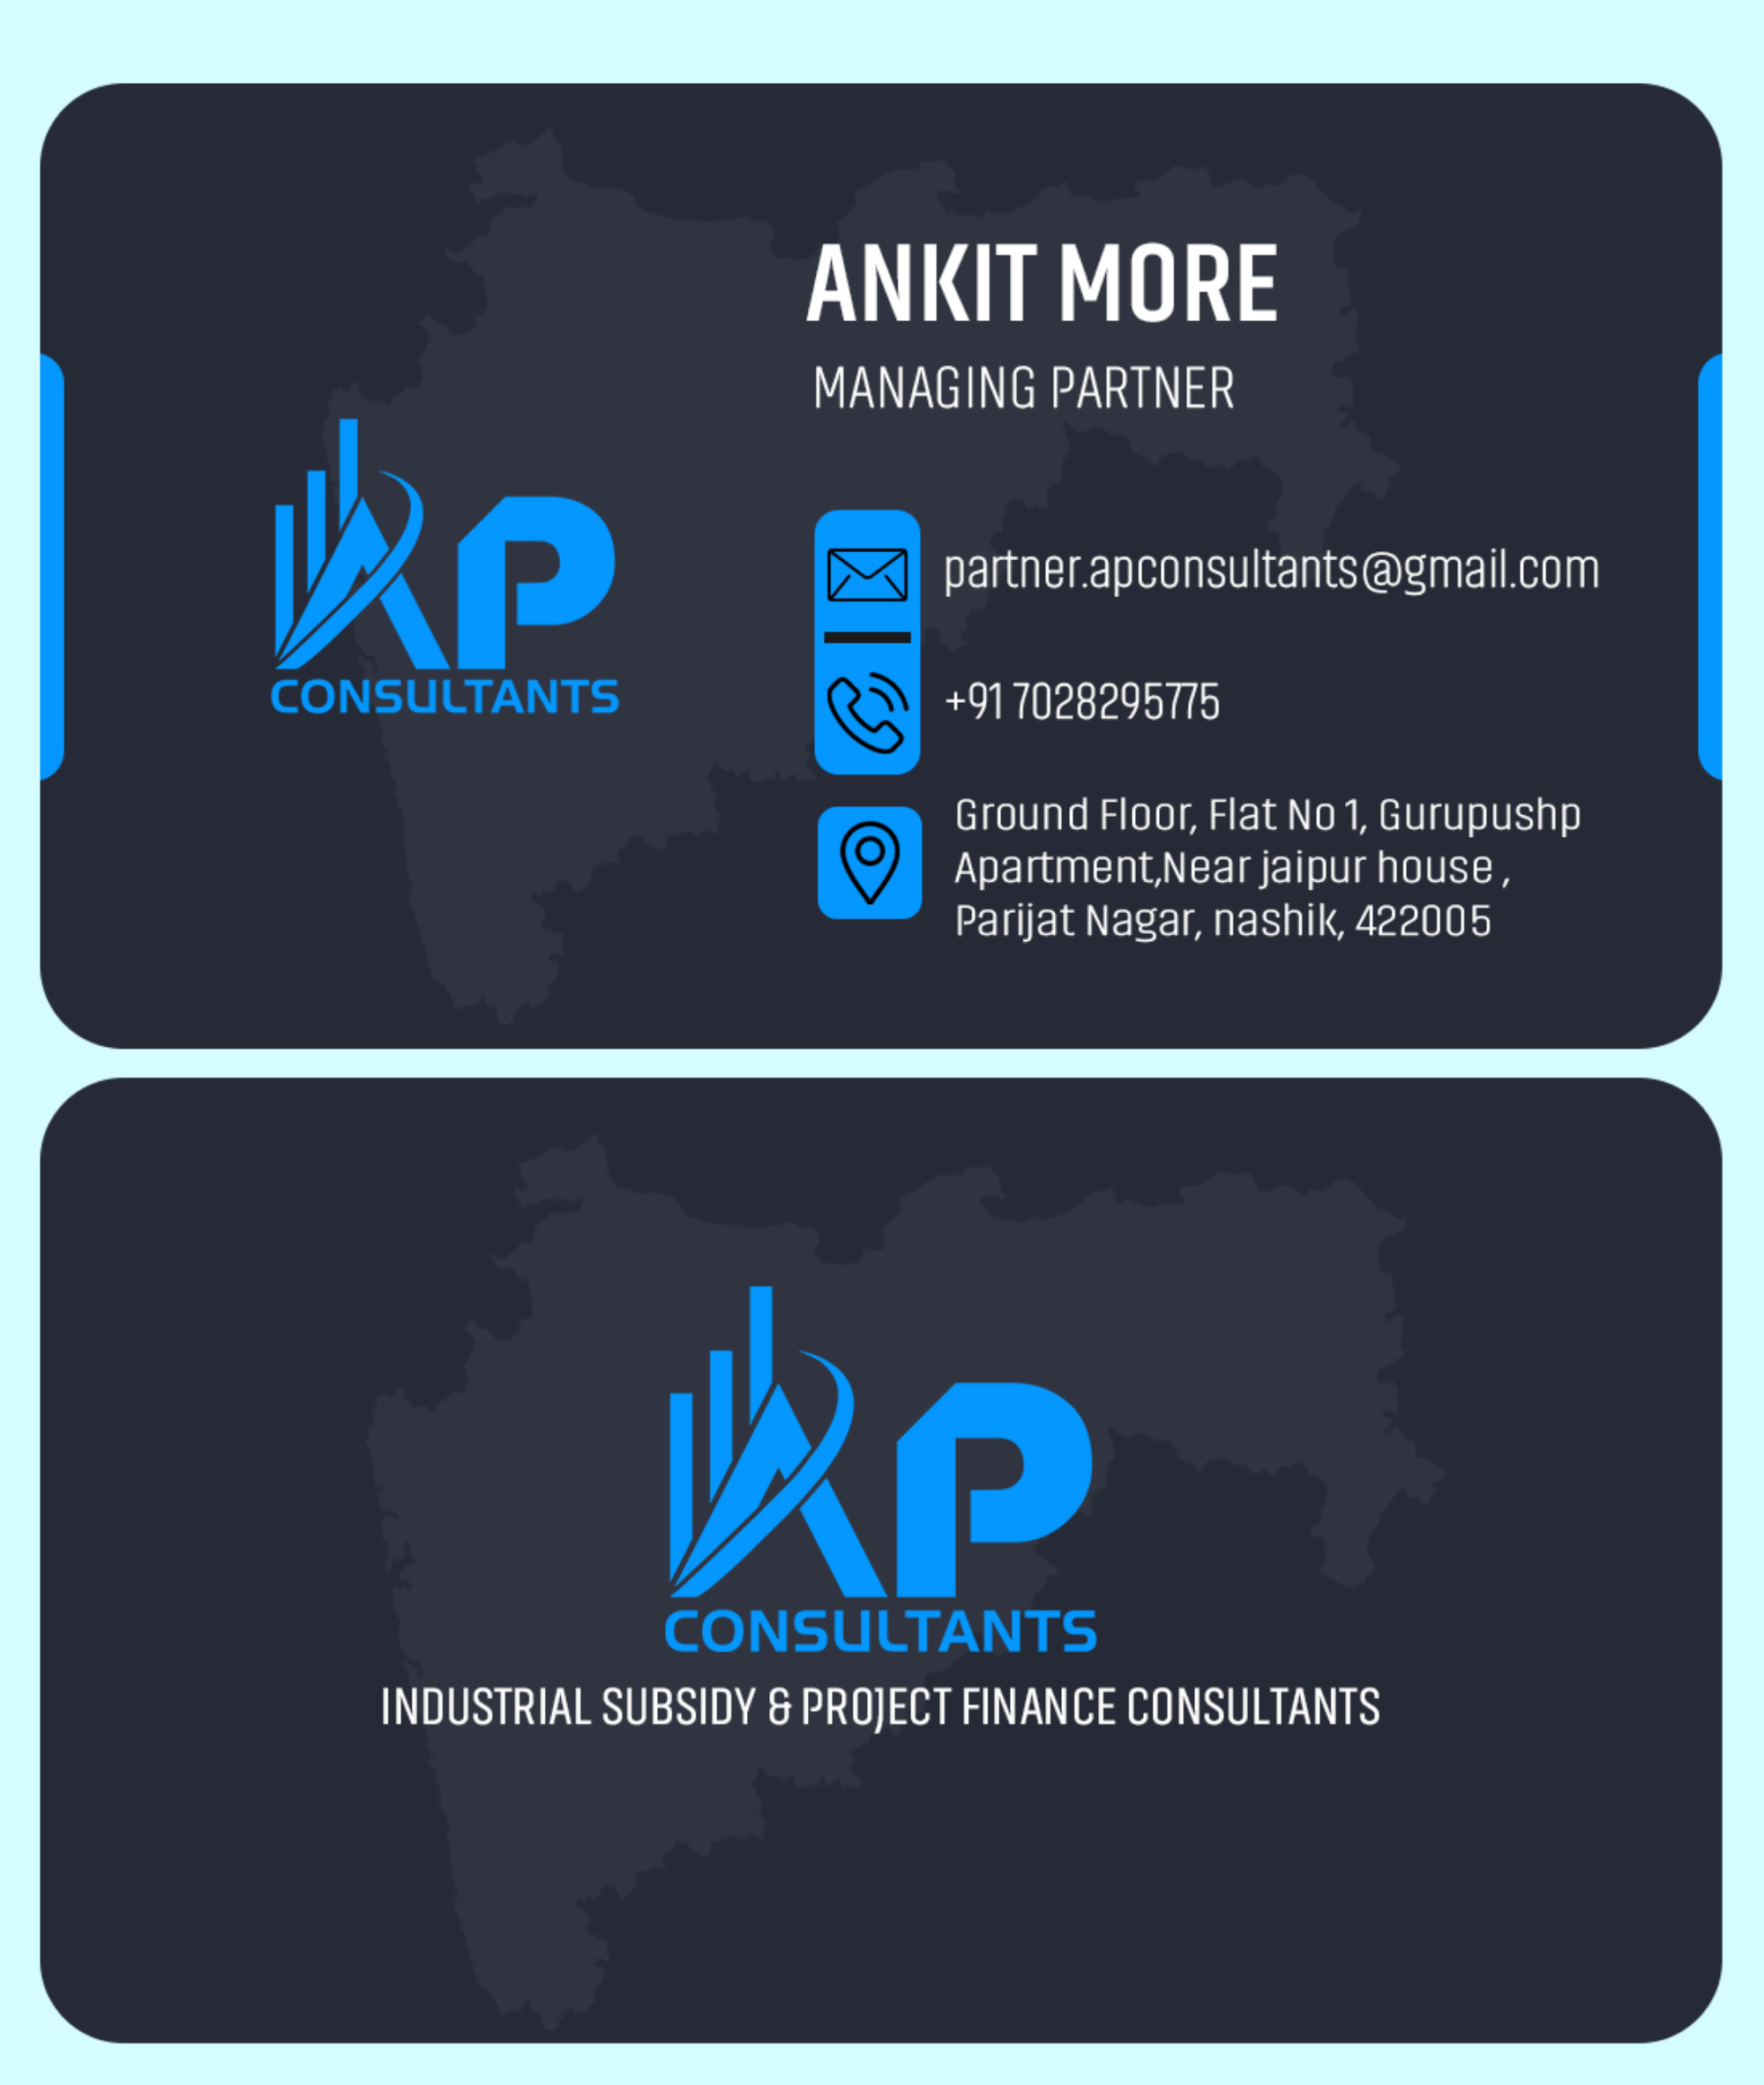 ANKIT MORE
MANAGING PARTNER
AP
CONSULTANTS
partner.apconsultants@gmail.com
+91 7028295775
Ground Floor, Flat No 1, Gurupushp
Apartment,Near jaipur house ,
Parijat Nagar, nashik, 422005
AP
CONSULTANTS
INDUSTRIAL SUBSIDY & PROJECT FINANCE CONSULTANTS